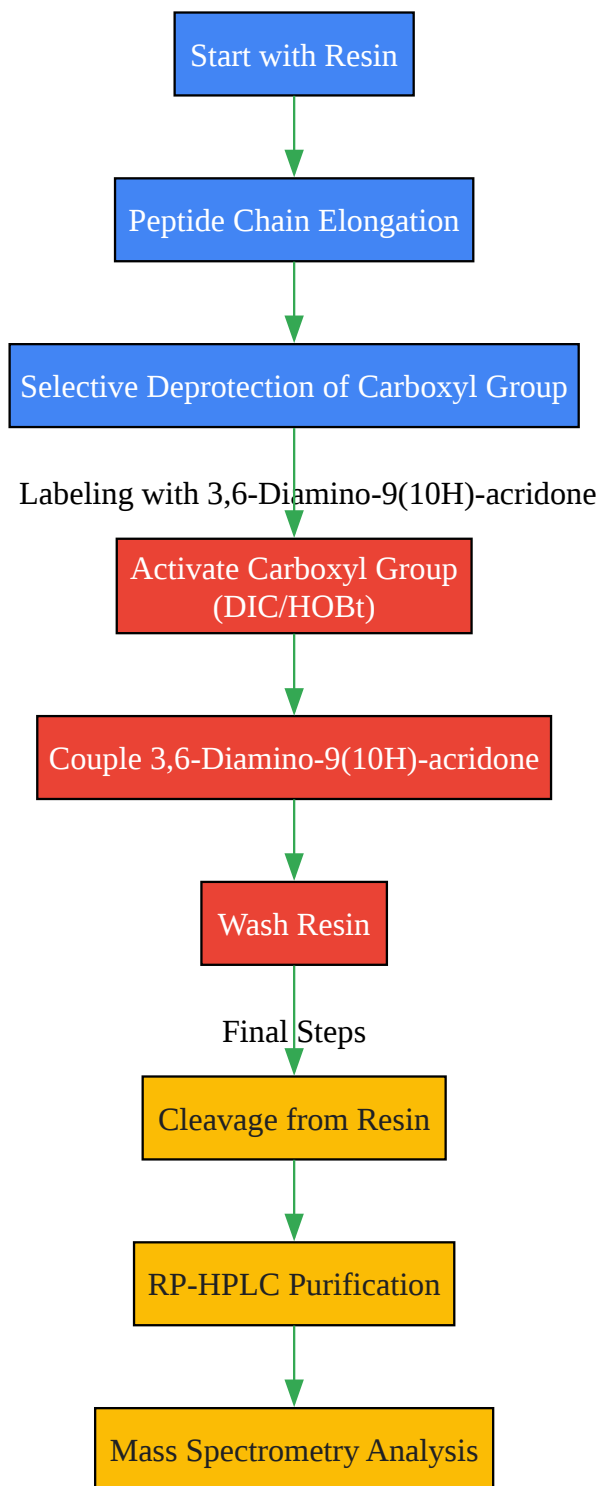 Start with Resin
Peptide Chain Elongation
Selective Deprotection of Carboxyl Group
Labeling with 3,6-Diamino-9(10H)-acridone
Activate Carboxyl Group
(DIC/HOBt)
Couple 3,6-Diamino-9(10H)-acridone
Wash Resin
Final Steps
Cleavage from Resin
RP-HPLC Purification
Mass Spectrometry Analysis